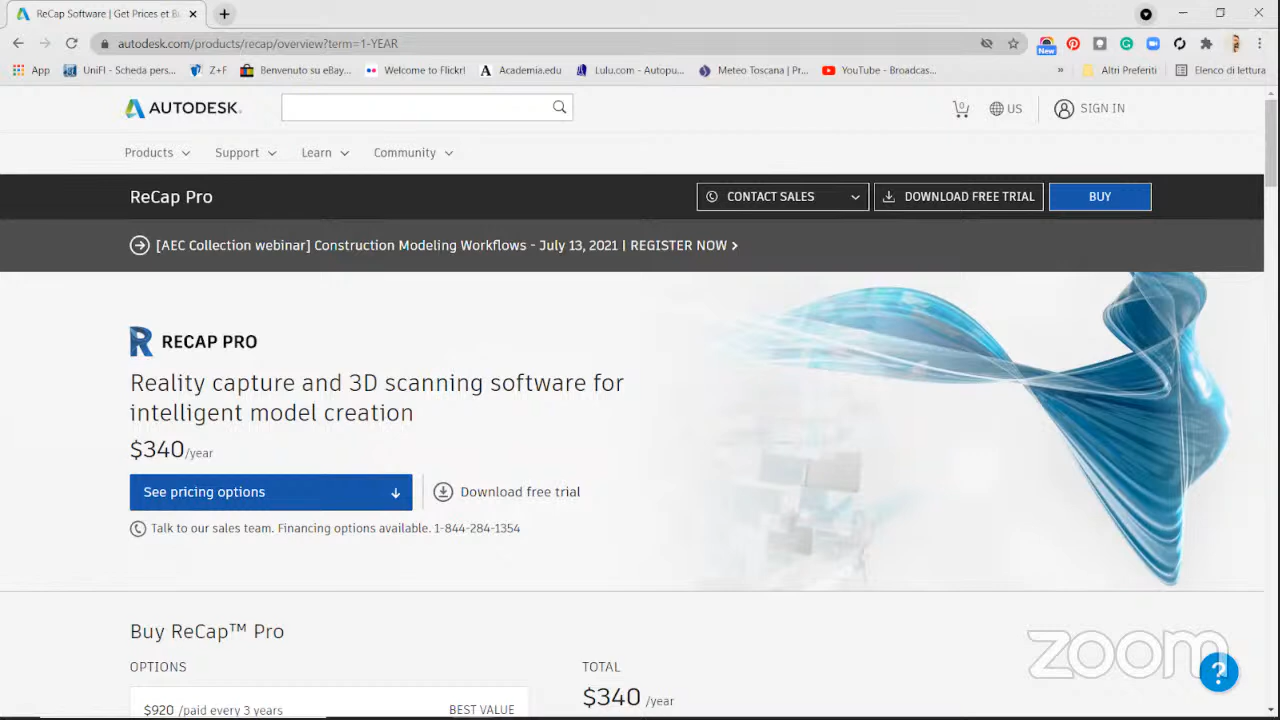 ReCap Software | Get Prices et Bu
autodesk.com/products/recap/overview?term=1-YEAR
New
App
UniFI - Scheda pers...
Z+F
Benvenuto su eBay...
Welcome to Flickr!
Academia.edu
Lulu.com - Autopu...
Meteo Toscana | Pr...
YouTube - Broadcas...
»
Altri Preferiti
Elenco di lettura
AUTODESK.
0
US
SIGN IN
Products
Support
Learn
Community
ReCap Pro
CONTACT SALES
DOWNLOAD FREE TRIAL
BUY
[AEC Collection webinar] Construction Modeling Workflows - July 13, 2021 | REGISTER NOW >
R RECAP PRO
Reality capture and 3D scanning software for
intelligent model creation
$340/year
See pricing options
Download free trial
Talk to our sales team. Financing options available. 1-844-284-1354
Buy ReCap™ Pro
OPTIONS
TOTAL
$920 /paid every 3 years
BEST VALUE
$340 /year
zoom
?